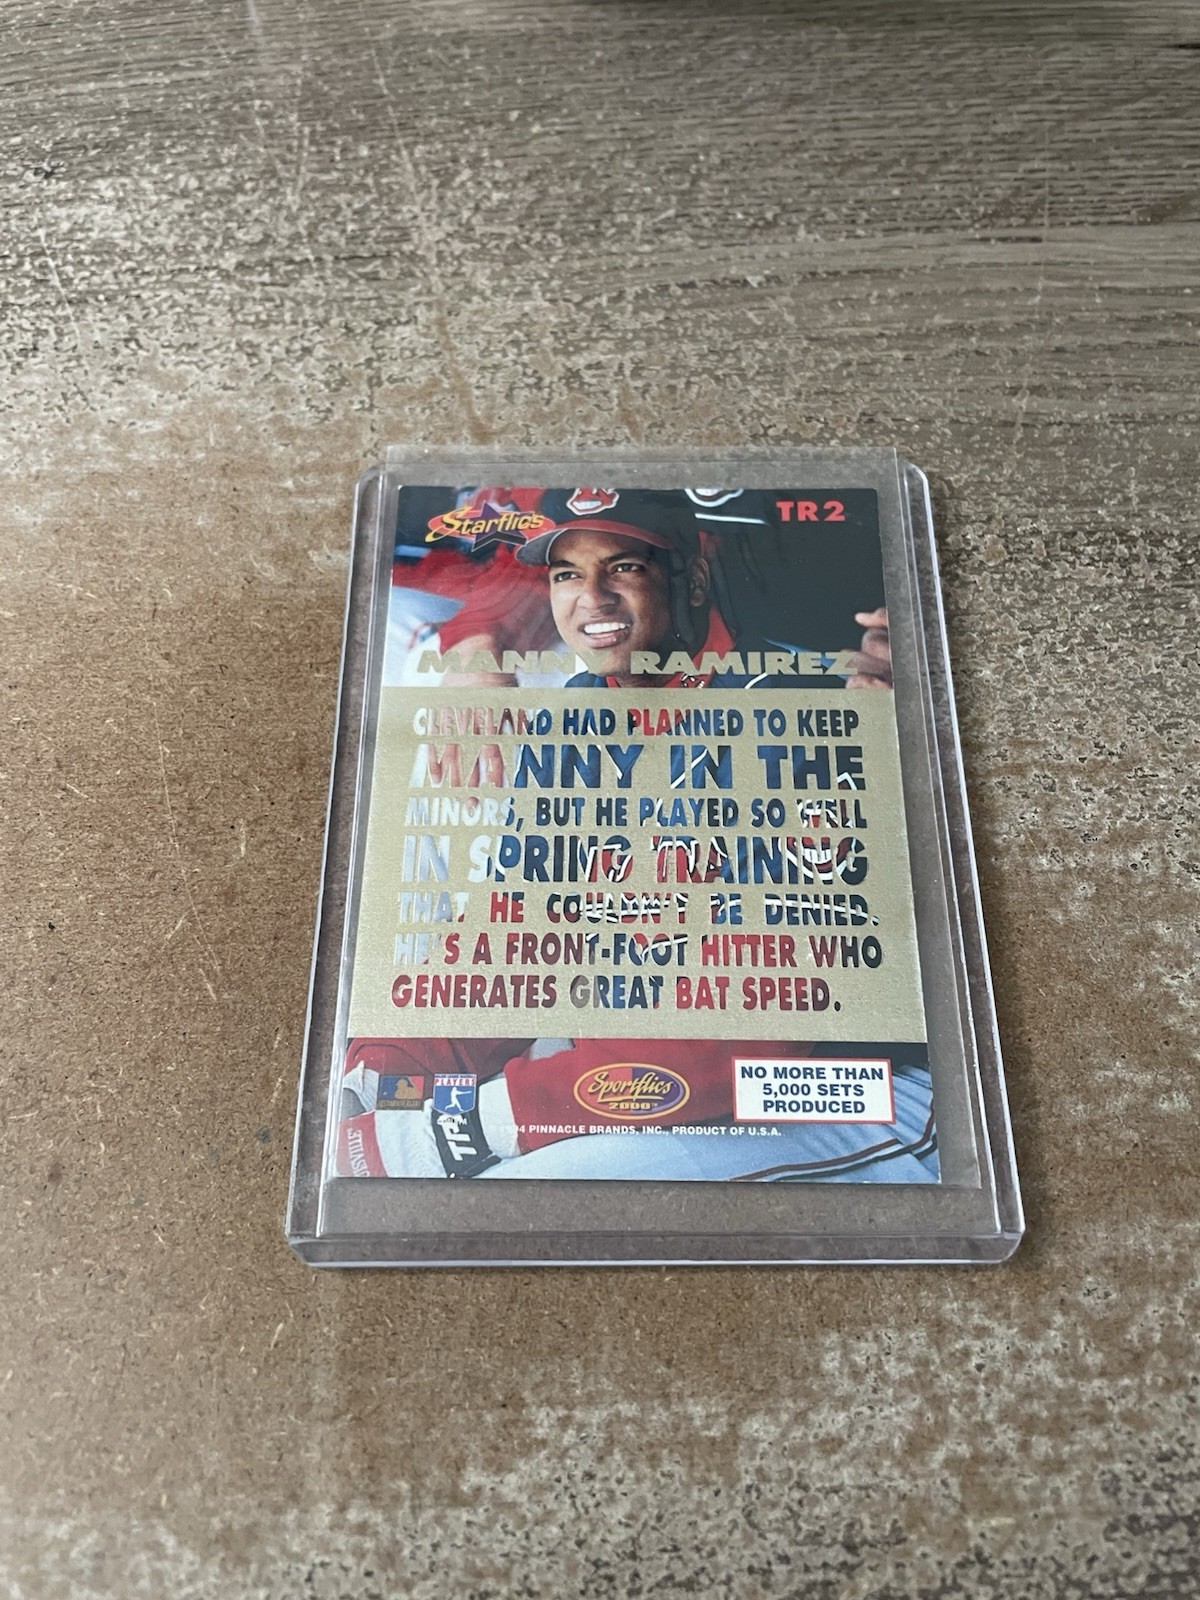 Starflics
TR2
MANNY RAMIREZ
CLEVELAND HAD PLANNED TO KEEP
MANNY IN THE
MINORS, BUT HE PLAYED SO WELL
IN SPRING TRAINING
THAT HE COULDN'T BE DENIED.
HE'S A FRONT-FOOT HITTER WHO
GENERATES GREAT BAT SPEED.
PLAYERS
Sportflics
2000™
NO MORE THAN
5,000 SETS
PRODUCED
PINNACLE BRANDS, INC., PRODUCT OF U.S.A.